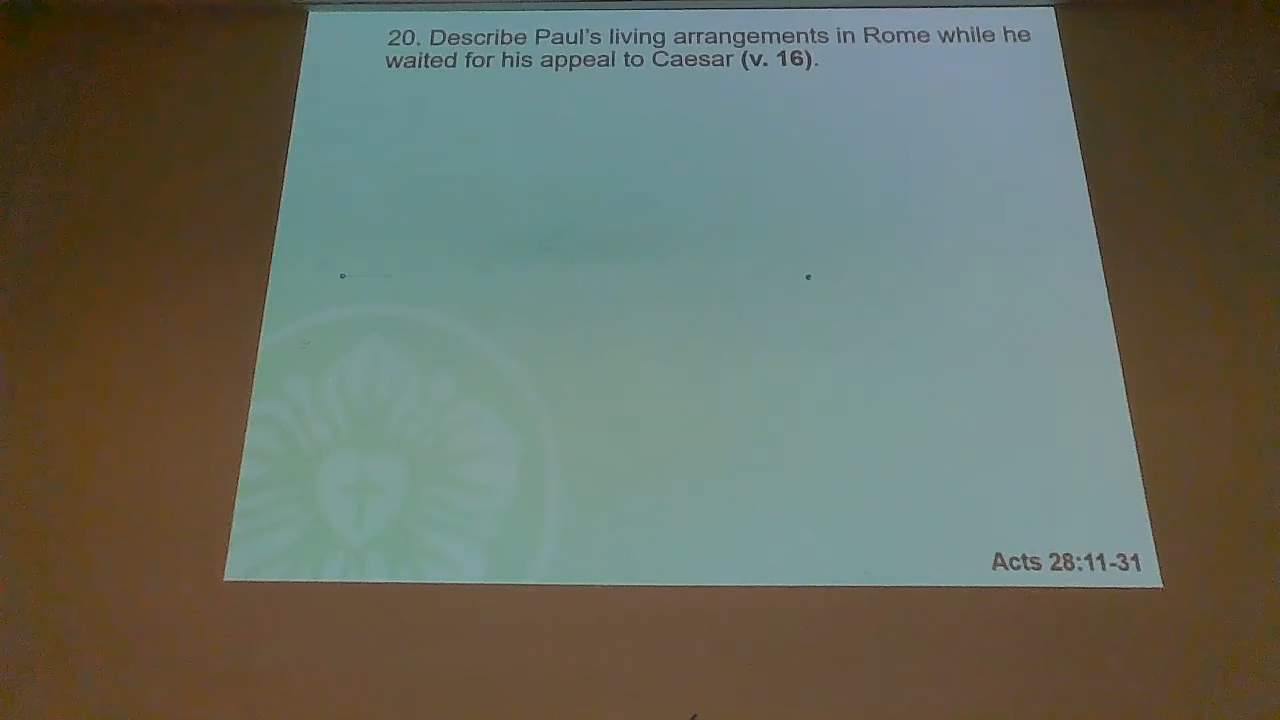 20. Describe Paul's living arrangements in Rome while he
waited for his appeal to Caesar (v. 16).
Acts 28:11-31